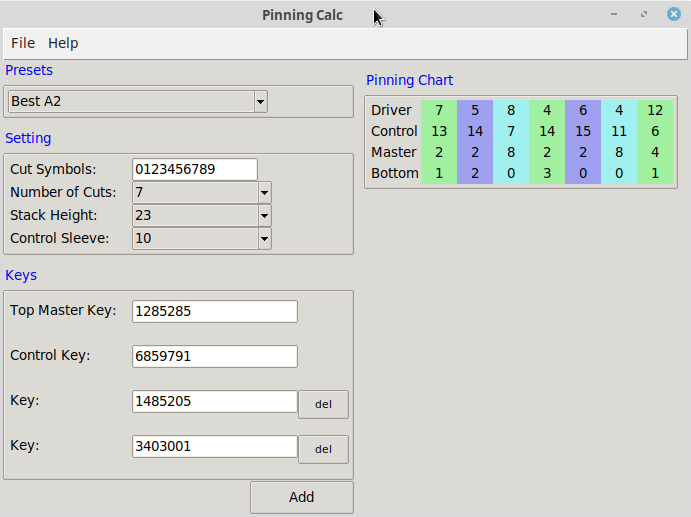 Pinning Calc
File Help
Presets
Best A2
Setting
Cut Symbols: 0123456789
Number of Cuts: 7
Stack Height: 23
Control Sleeve: 10
Keys
Top Master Key: 1285285
Control Key: 6859791
Key: 1485205 del
Key: 3403001 del
Add
Pinning Chart
Driver 7 5 8 4 6 4 12
Control 13 14 7 14 15 11 6
Master 2 2 8 2 2 8 4
Bottom 1 2 0 3 0 0 1